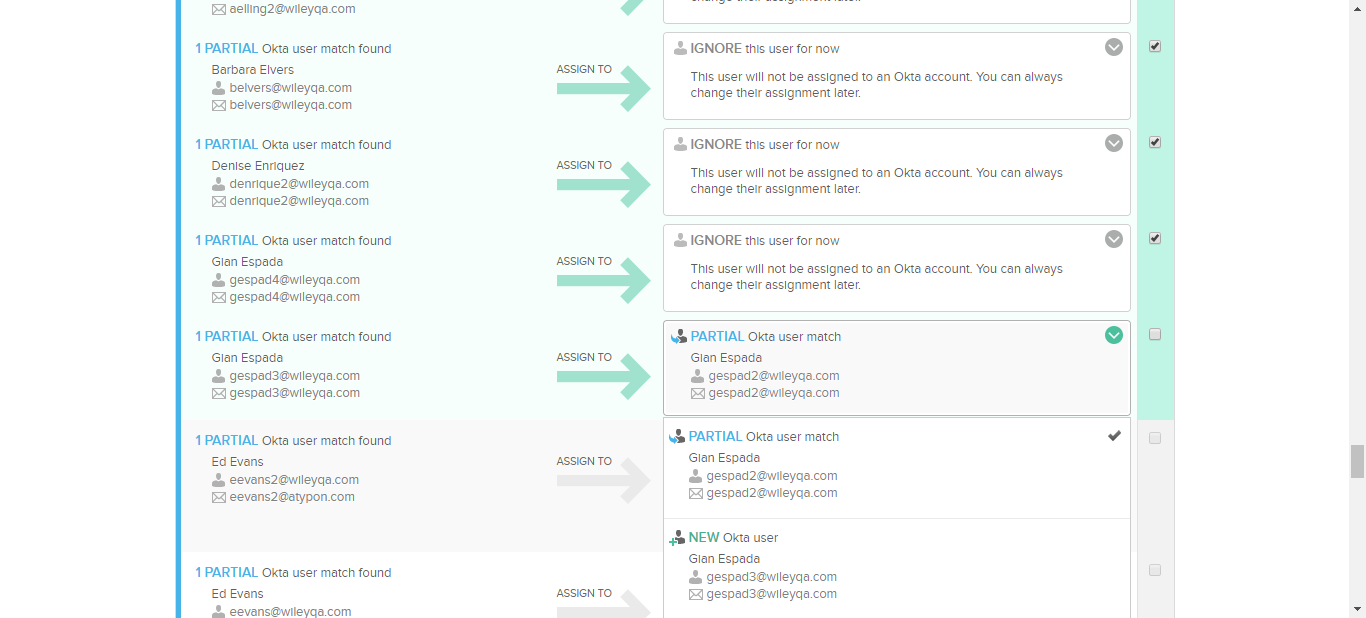 aelling2@wileyqa.com
1 PARTIAL Okta user match found
Barbara Elvers
belvers@wileyqa.com
belvers@wileyqa.com
ASSIGN TO
IGNORE this user for now
This user will not be assigned to an Okta account. You can always
change their assignment later.
1 PARTIAL Okta user match found
Denise Enriquez
denrique2@wileyqa.com
denrique2@wileyqa.com
ASSIGN TO
IGNORE this user for now
This user will not be assigned to an Okta account. You can always
change their assignment later.
1 PARTIAL Okta user match found
Gian Espada
gespad4@wileyqa.com
gespad4@wileyqa.com
ASSIGN TO
IGNORE this user for now
This user will not be assigned to an Okta account. You can always
change their assignment later.
1 PARTIAL Okta user match found
Gian Espada
gespad3@wileyqa.com
gespad3@wileyqa.com
ASSIGN TO
PARTIAL Okta user match
Gian Espada
gespad2@wileyqa.com
gespad2@wileyqa.com
1 PARTIAL Okta user match found
Ed Evans
eevans2@wileyqa.com
eevans2@atypon.com
ASSIGN TO
PARTIAL Okta user match
Gian Espada
gespad2@wileyqa.com
gespad2@wileyqa.com
NEW Okta user
Gian Espada
gespad3@wileyqa.com
gespad3@wileyqa.com
1 PARTIAL Okta user match found
Ed Evans
eevans@wileyqa.com
ASSIGN TO